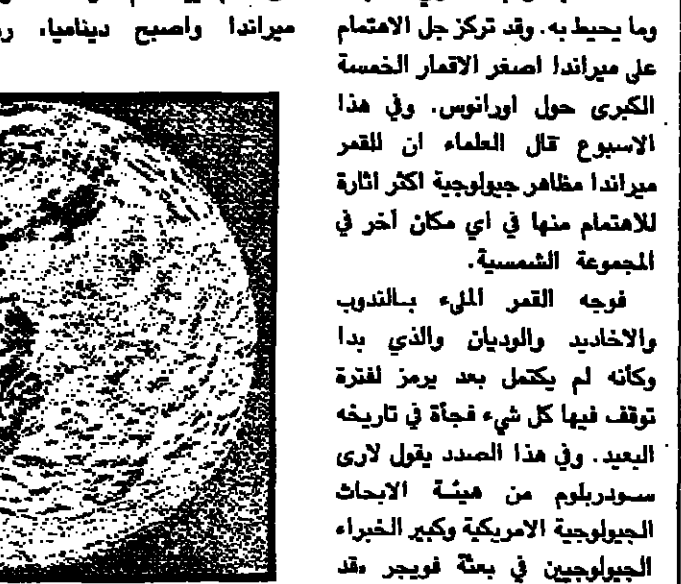 وما يحيط به. وقد تركز جل الاهتمام
على ميراندا اصغر الاقمار الخمسة
الكبرى حول اورانوس. وفي هذا
الاسبوع قال العلماء ان للقمر
ميراندا مظاهر جيولوجية اكثر اثارة
للاهتمام منها في اي مكان آخر في
المجموعة الشمسية.
فوجه القمر المليء بالندوب
والاخاديد والوديان والذي بدا
وكأنه لم يكتمل بعد يرمز لفترة
توقف فيها كل شيء فجأة في تاريخه
البعيد. وفي هذا الصدد يقول لارى
سودربلوم من هيئة الابحاث
الجيولوجية الامريكية وكبير الخبراء
الجيولوجيين في بعثة فويجر «قد
ميراندا واصبح ديناميا.